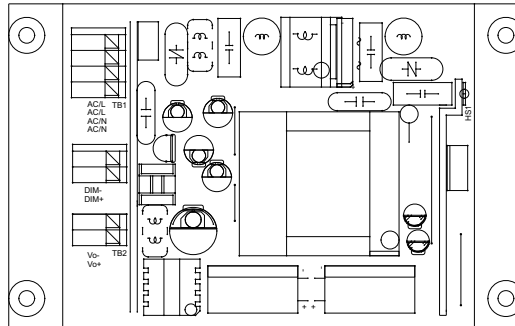 AC/L TB1
AC/L
AC/N
AC/N
HS1
DIM-
DIM+
Vo- TB2
Vo+
- -
+ +